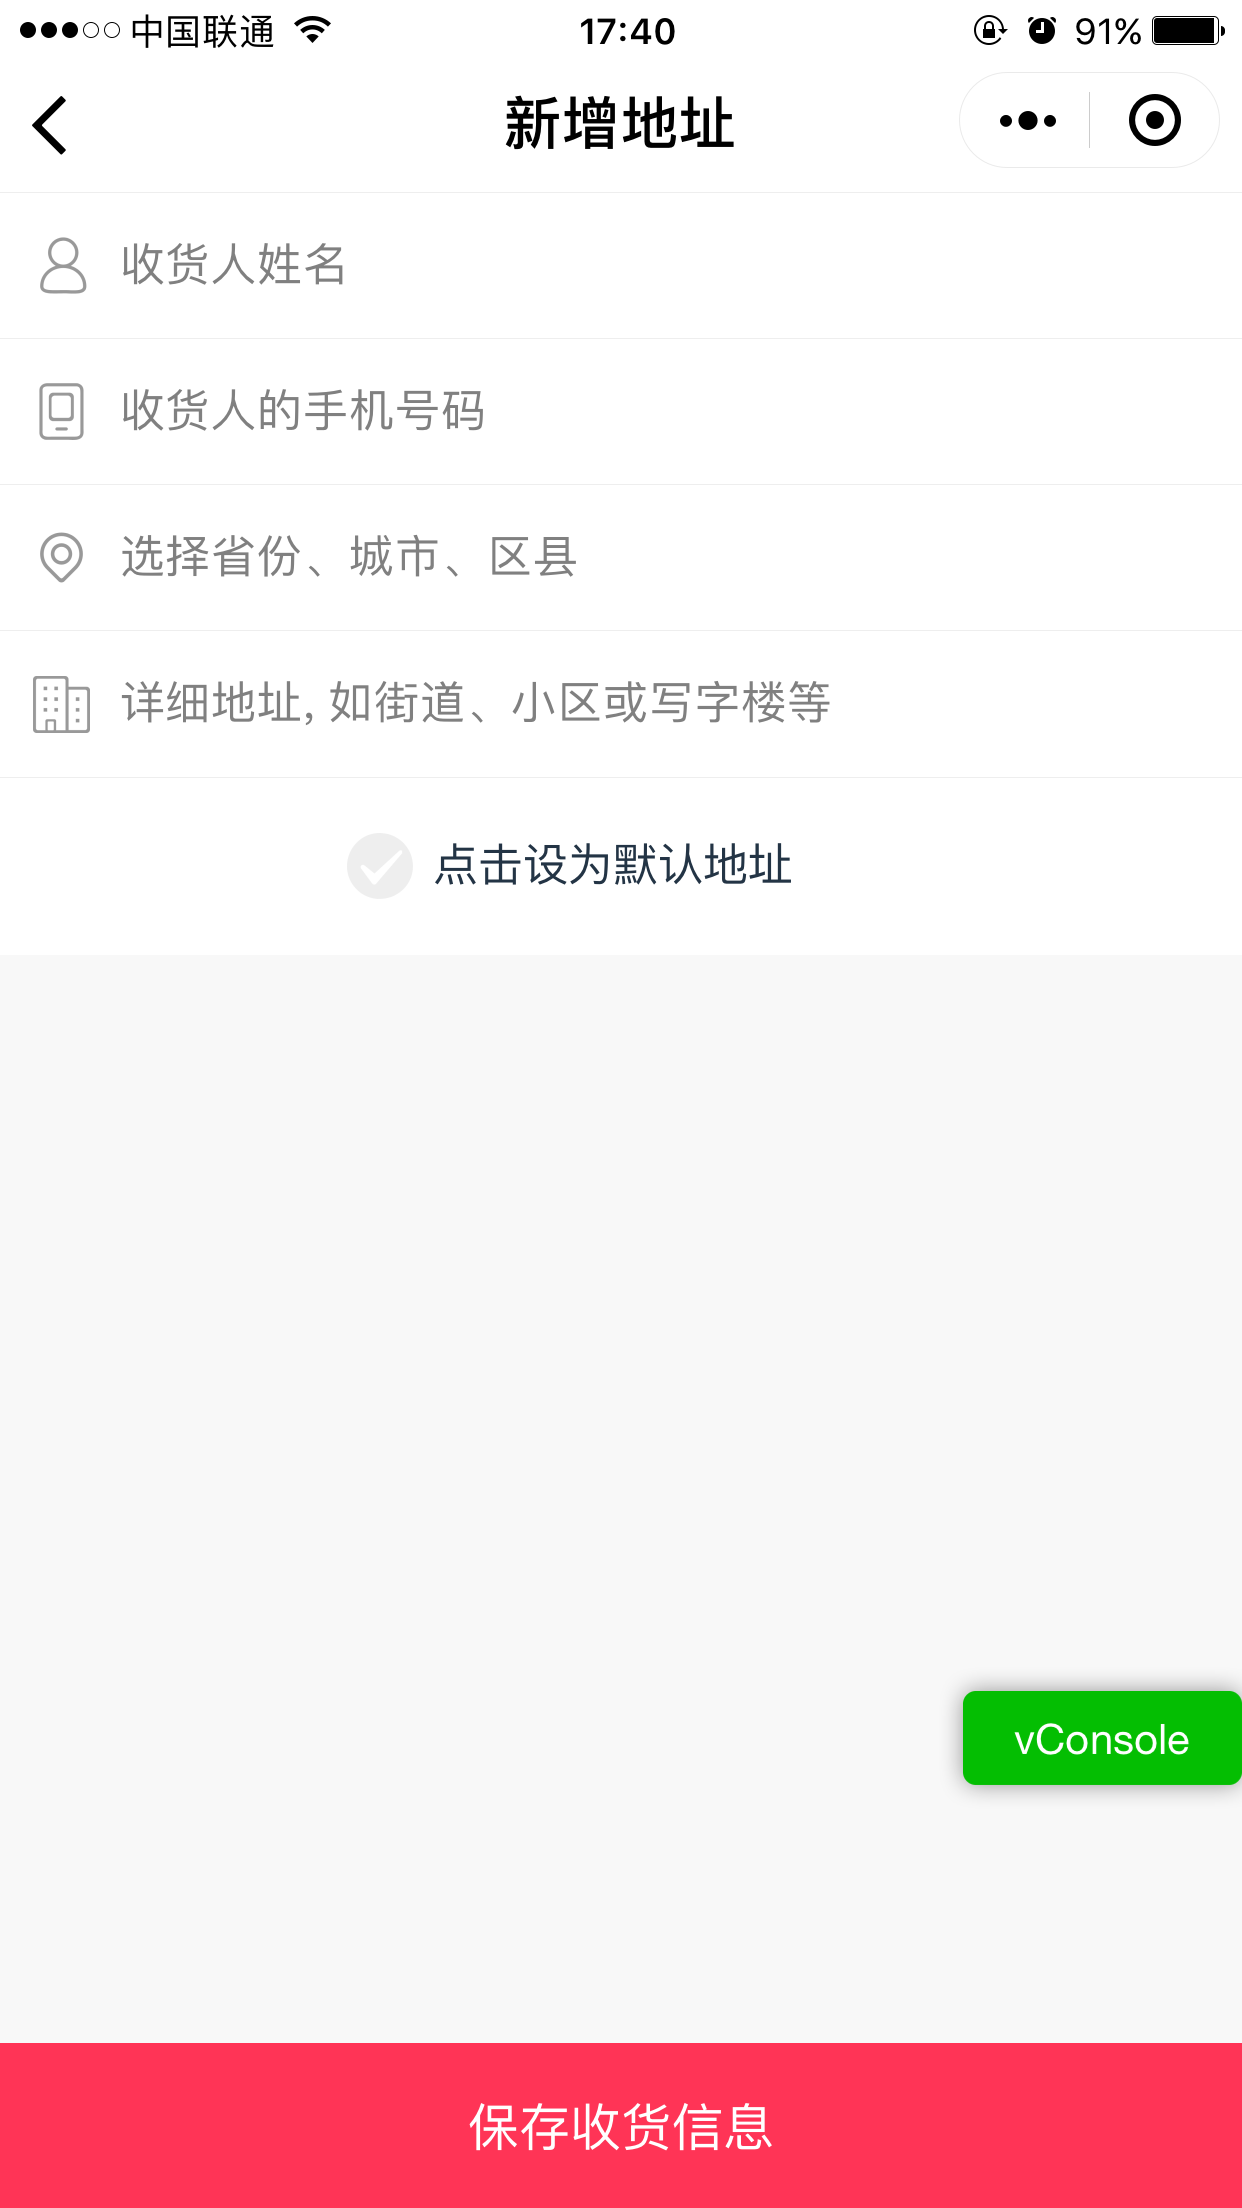 中国联通 17:40 91%
新增地址
收货人姓名
收货人的手机号码
选择省份、城市、区县
详细地址, 如街道、小区或写字楼等
点击设为默认地址
vConsole
保存收货信息